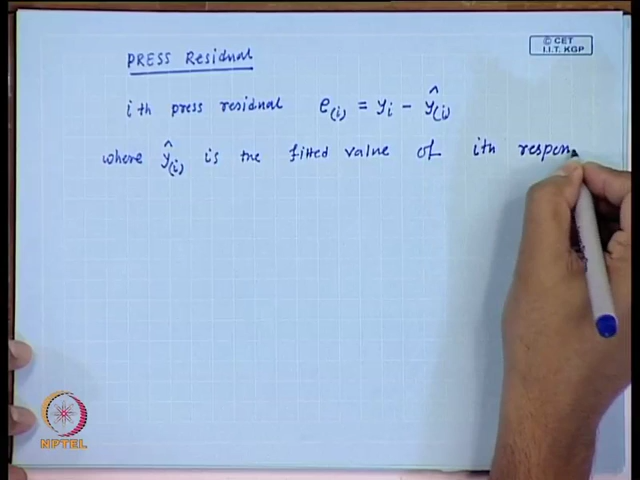 PRESS Residual
© CET
I.I.T. KGP
ith press residual e(i) = yi - ŷ(i)
where ŷ(i) is the fitted value of ith respon
NPTEL